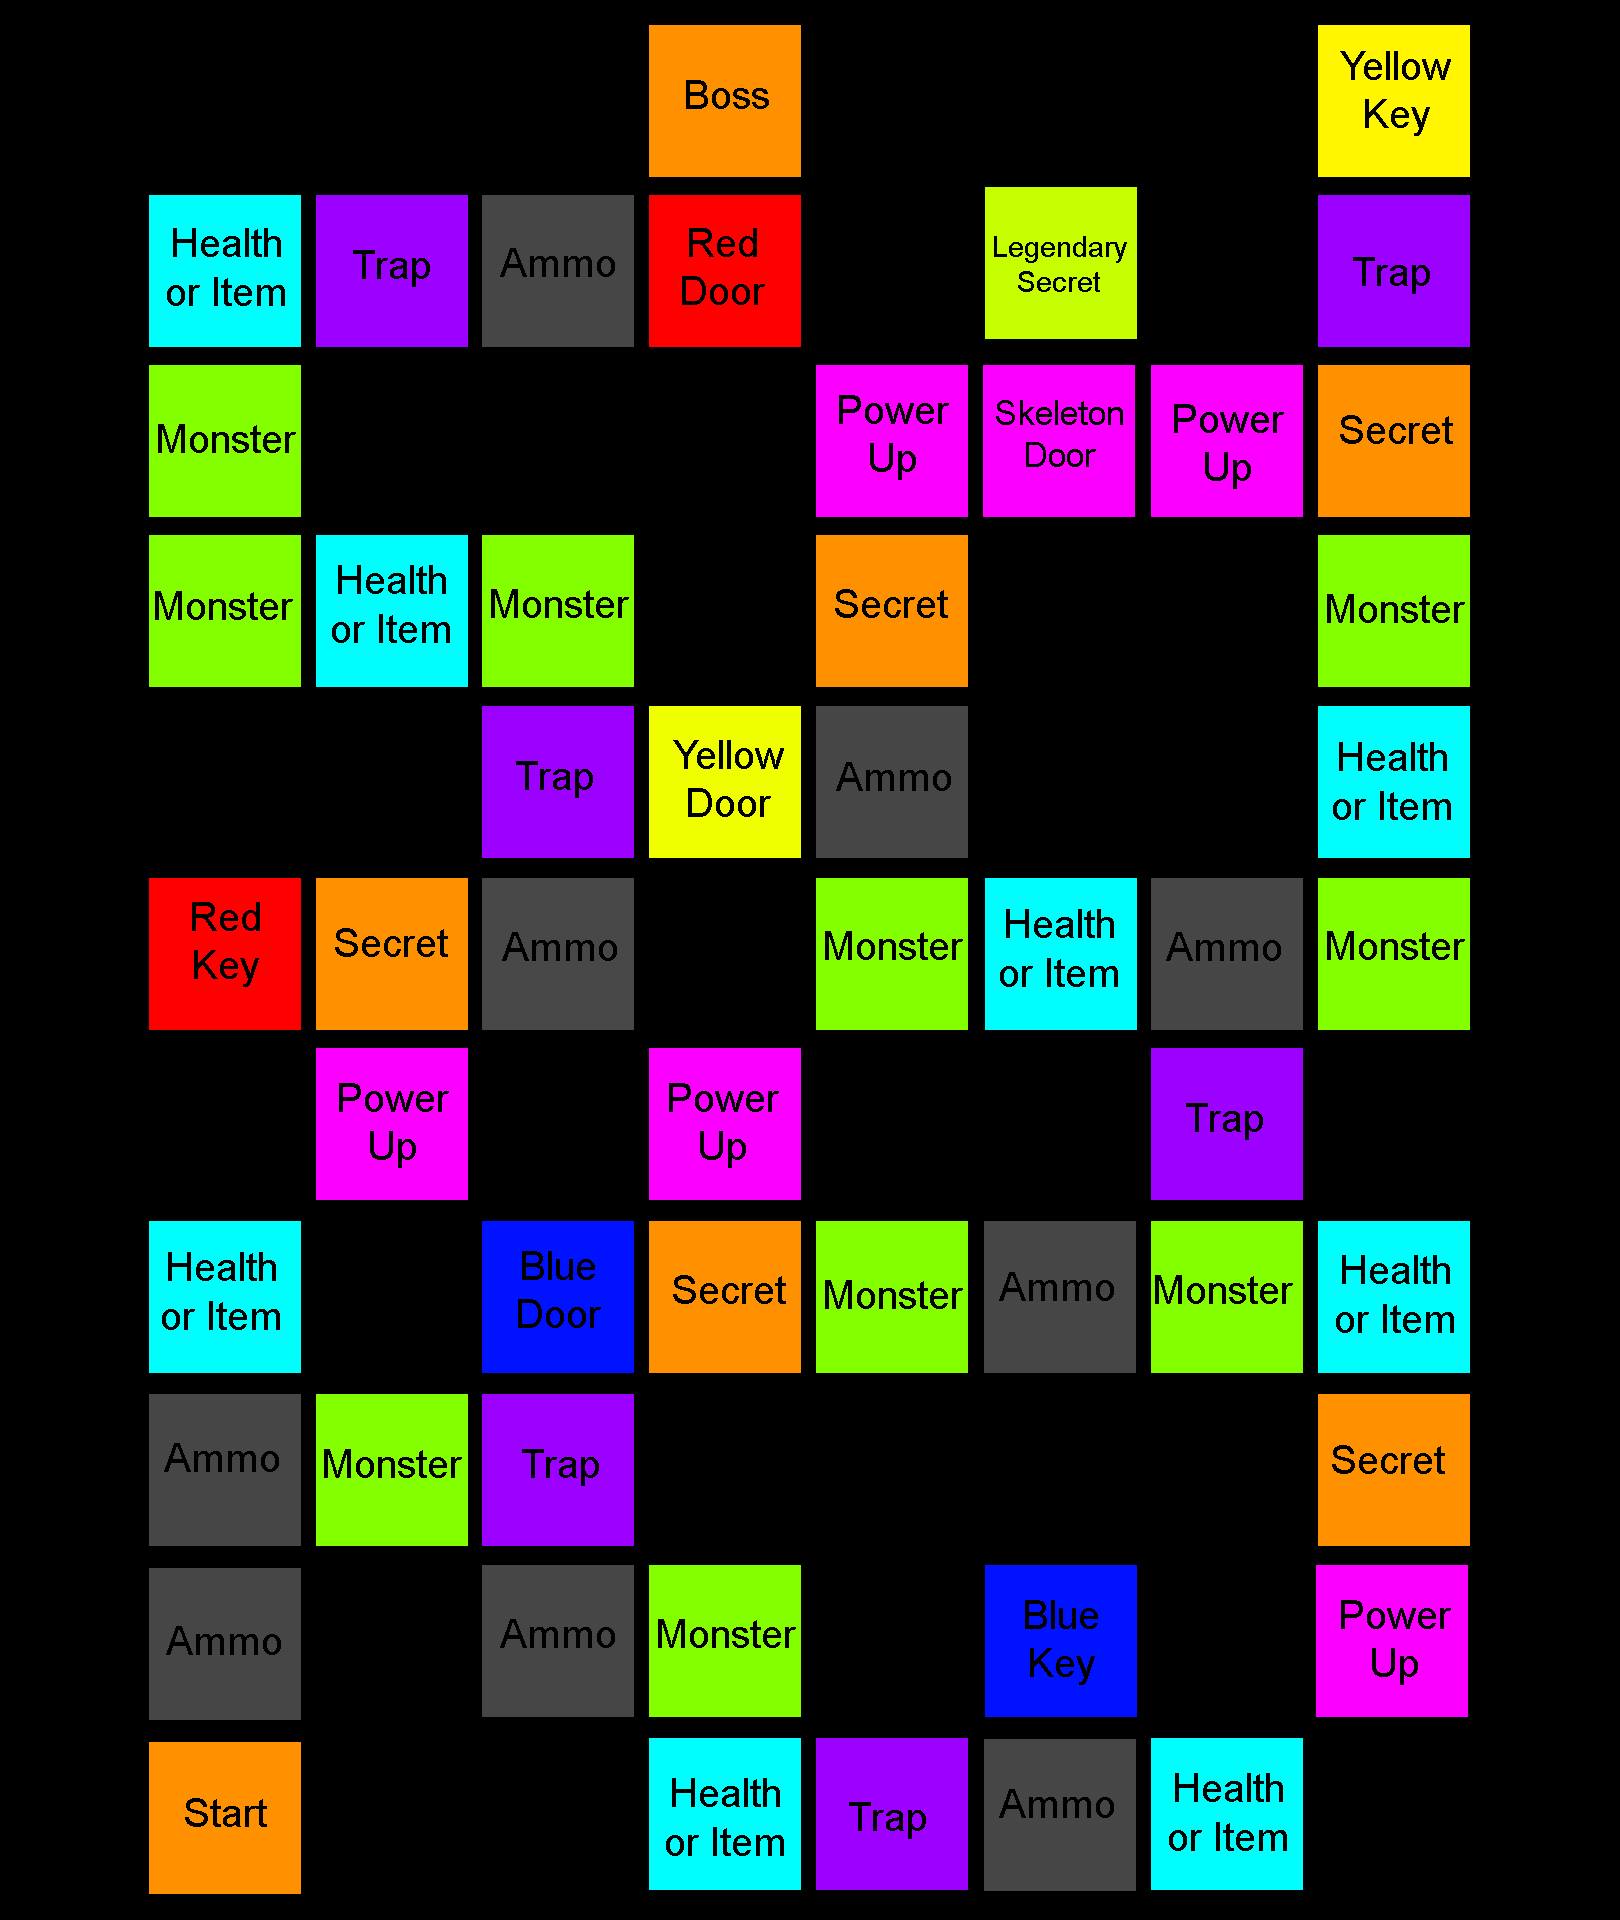 Boss
Yellow
Key
Health
or Item
Trap
Ammo
Red
Door
Legendary
Secret
Trap
Monster
Power
Up
Skeleton
Door
Power
Up
Secret
Monster
Health
or Item
Monster
Secret
Monster
Trap
Yellow
Door
Ammo
Health
or Item
Red
Key
Secret
Ammo
Monster
Health
or Item
Ammo
Monster
Power
Up
Power
Up
Trap
Health
or Item
Blue
Door
Secret
Monster
Ammo
Monster
Health
or Item
Ammo
Monster
Trap
Secret
Ammo
Ammo
Monster
Blue
Key
Power
Up
Start
Health
or Item
Trap
Ammo
Health
or Item